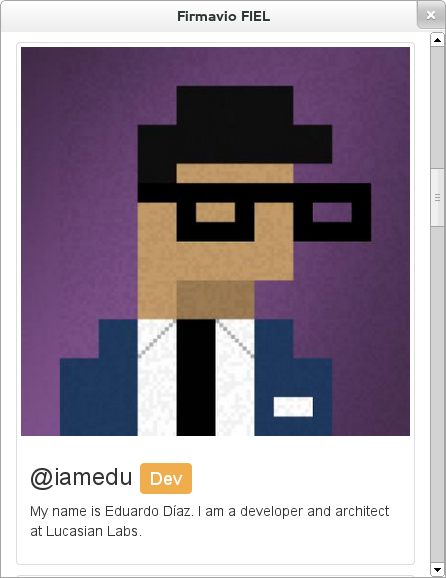 Firmavio FIEL
@iamedu Dev
My name is Eduardo Díaz. I am a developer and architect
at Lucasian Labs.